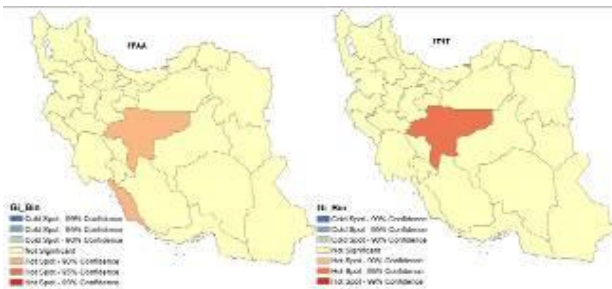 Gi_Bin
Cold Spot - 99% Confidence
Cold Spot - 95% Confidence
Cold Spot - 90% Confidence
Not Significant
Hot Spot - 90% Confidence
Hot Spot - 95% Confidence
Hot Spot - 99% Confidence
Cold Spot - 99% Confidence
Cold Spot - 95% Confidence
Cold Spot - 90% Confidence
Not Significant
Hot Spot - 90% Confidence
Hot Spot - 95% Confidence
Hot Spot - 99% Confidence